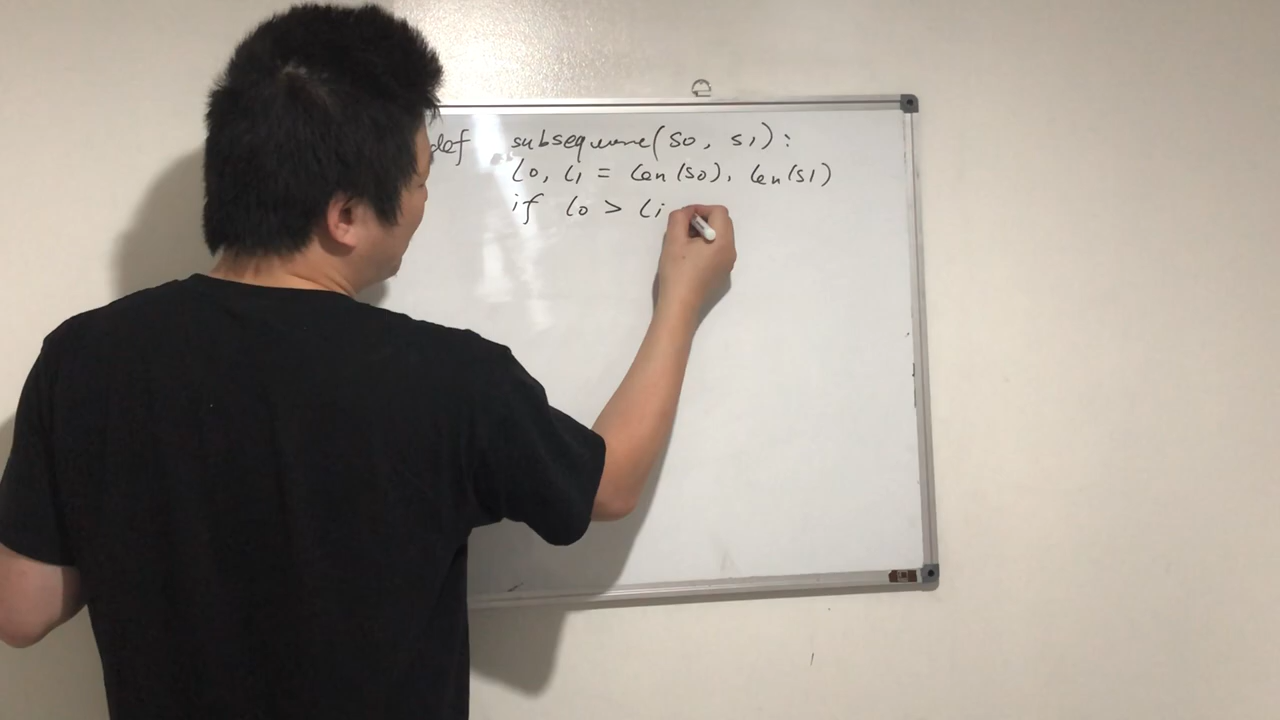 def subsequence(s0, s1):
l0, l1 = len(s0), len(s1)
if l0 > l1